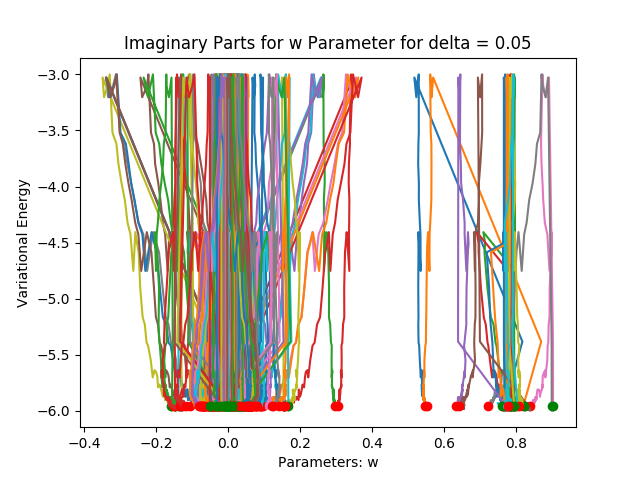 Imaginary Parts for w Parameter for delta = 0.05
Variational Energy
−3.0
−3.5
−4.0
−4.5
−5.0
−5.5
−6.0
−0.4 −0.2 0.0 0.2 0.4 0.6 0.8
Parameters: w